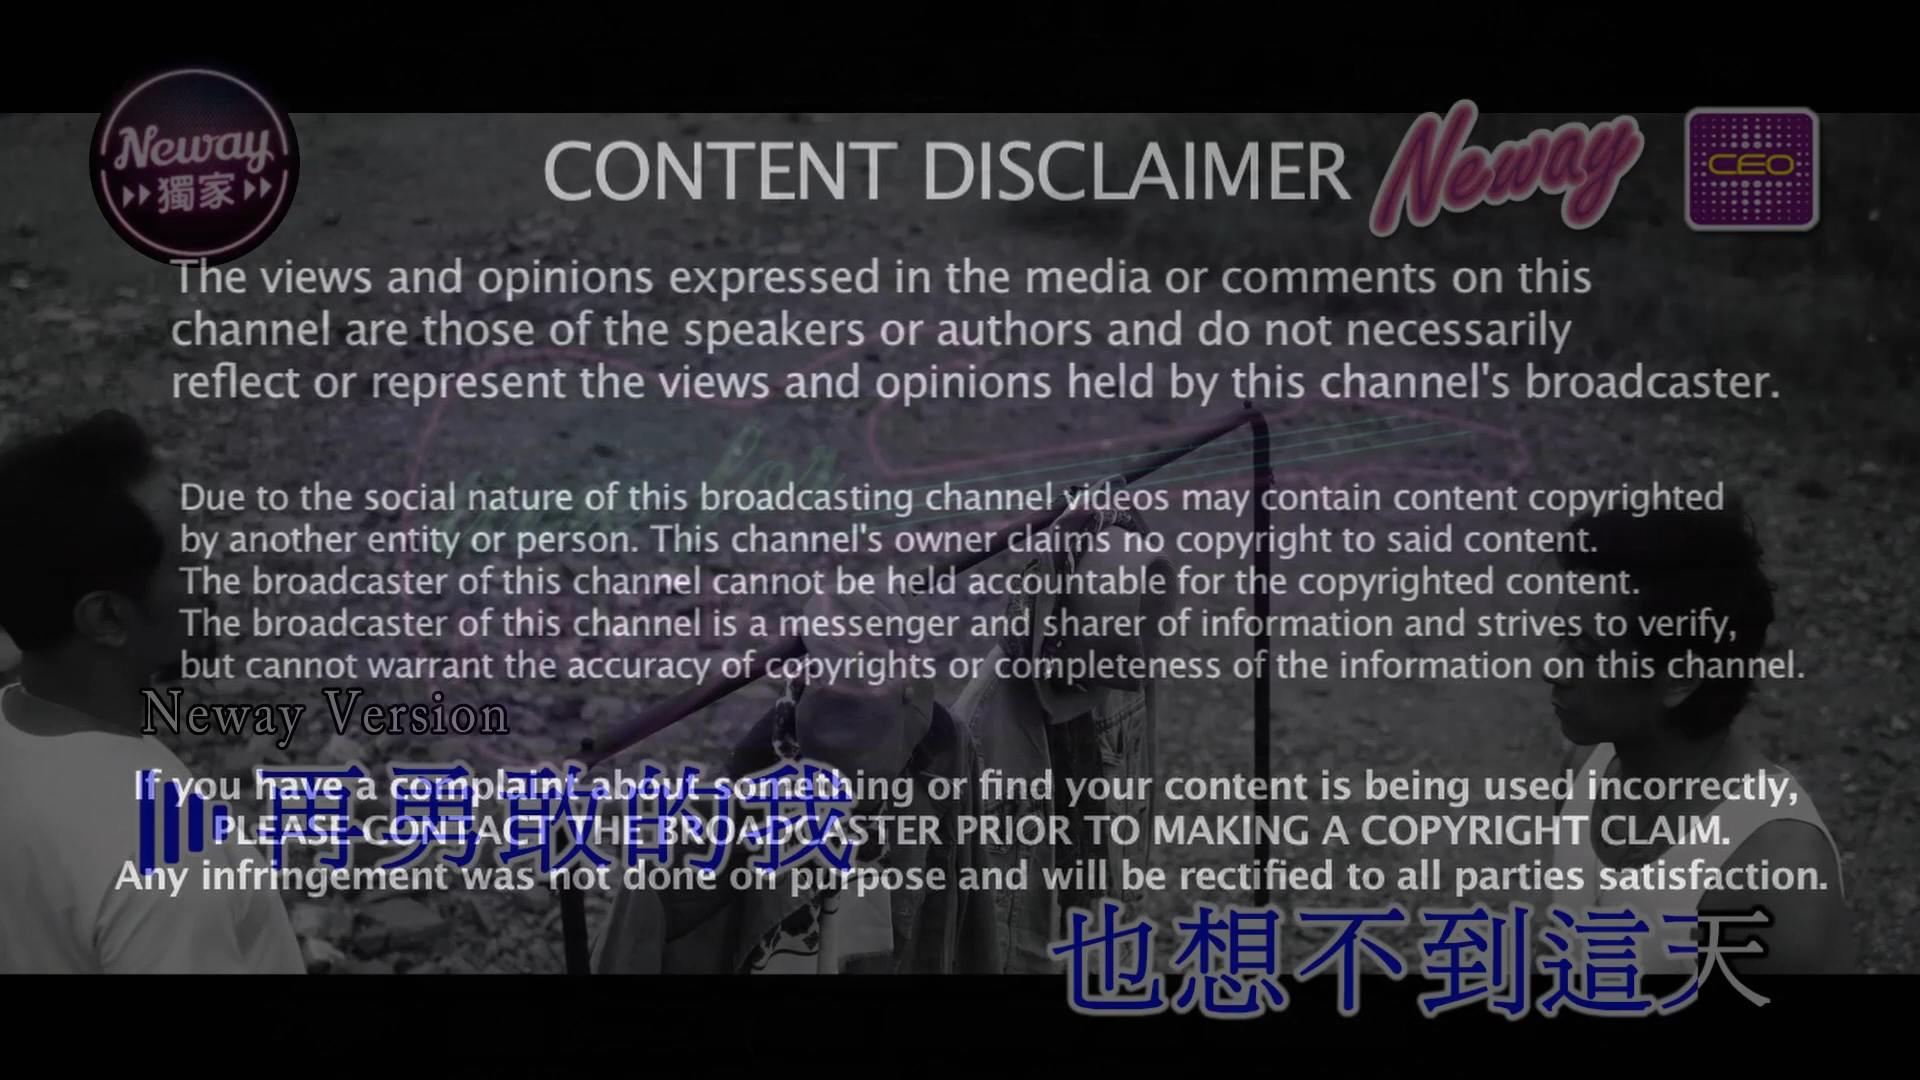 Neway
獨家
CONTENT DISCLAIMER
Neway
CEO
The views and opinions expressed in the media or comments on this
channel are those of the speakers or authors and do not necessarily
reflect or represent the views and opinions held by this channel's broadcaster.
Due to the social nature of this broadcasting channel videos may contain content copyrighted
by another entity or person. This channel's owner claims no copyright to said content.
The broadcaster of this channel cannot be held accountable for the copyrighted content.
The broadcaster of this channel is a messenger and sharer of information and strives to verify,
but cannot warrant the accuracy of copyrights or completeness of the information on this channel.
Neway Version
If you have a complaint about something or find your content is being used incorrectly,
PLEASE CONTACT THE BROADCASTER PRIOR TO MAKING A COPYRIGHT CLAIM.
Any infringement was not done on purpose and will be rectified to all parties satisfaction.
再勇敢的我
也想不到這天